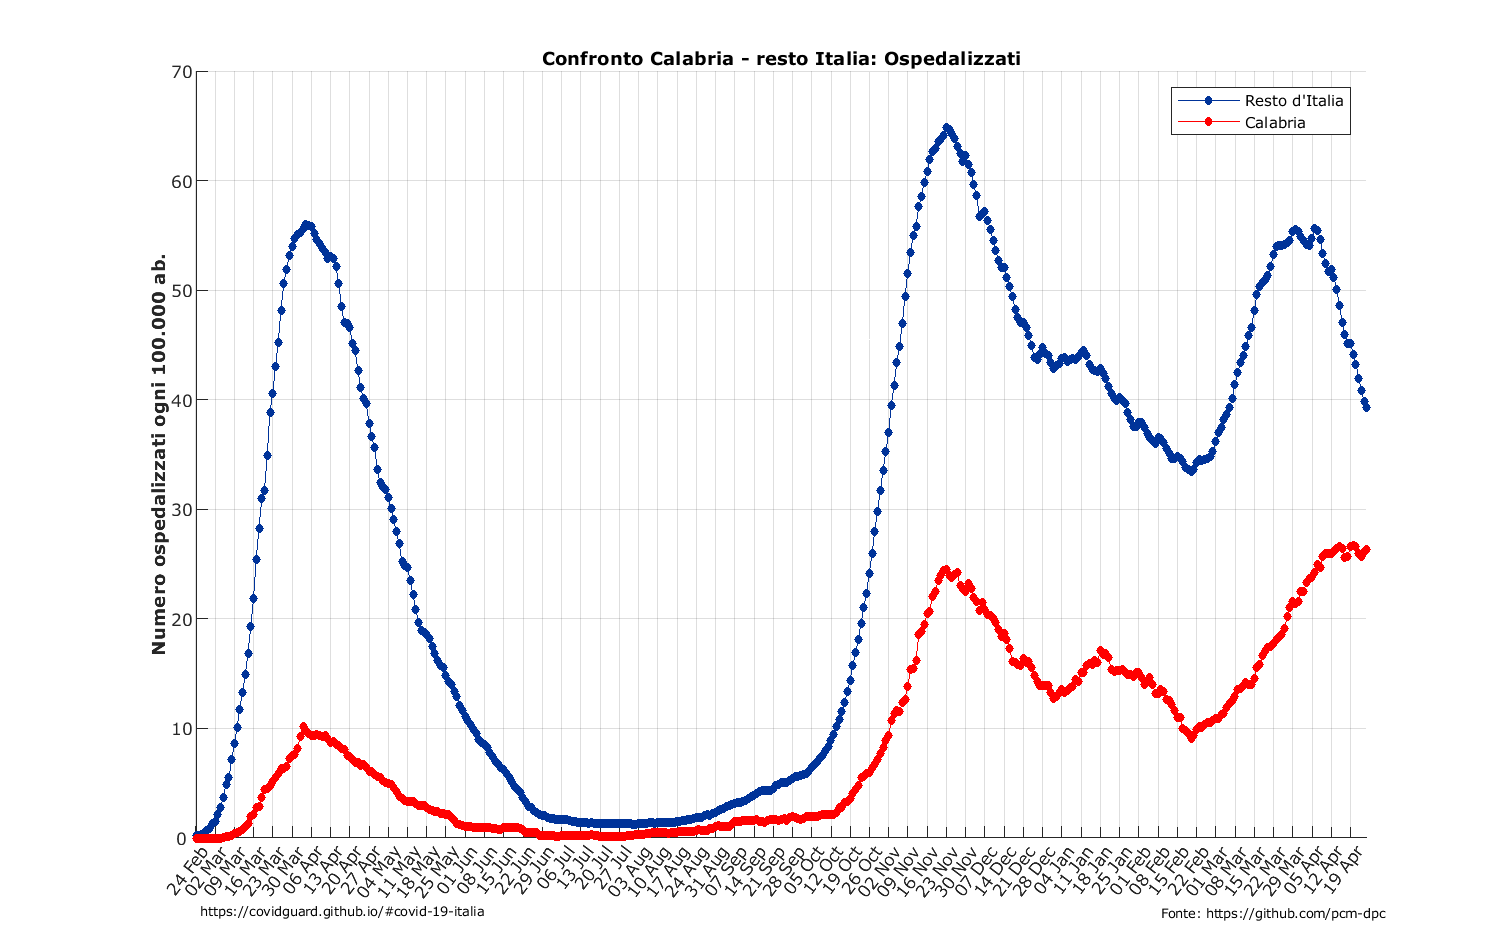 Confronto Calabria - resto Italia: Ospedalizzati
Resto d'Italia
Calabria
Numero ospedalizzati ogni 100.000 ab.
70
60
50
40
30
20
10
0
24 Feb
02 Mar
09 Mar
16 Mar
23 Mar
30 Mar
06 Apr
13 Apr
20 Apr
27 Apr
04 May
11 May
18 May
25 May
01 Jun
08 Jun
15 Jun
22 Jun
29 Jun
06 Jul
13 Jul
20 Jul
27 Jul
03 Aug
10 Aug
17 Aug
24 Aug
31 Aug
07 Sep
14 Sep
21 Sep
28 Sep
05 Oct
12 Oct
19 Oct
26 Oct
02 Nov
09 Nov
16 Nov
23 Nov
30 Nov
07 Dec
14 Dec
21 Dec
28 Dec
04 Jan
11 Jan
18 Jan
25 Jan
01 Feb
08 Feb
15 Feb
22 Feb
01 Mar
08 Mar
15 Mar
22 Mar
29 Mar
05 Apr
12 Apr
19 Apr
https://covidguard.github.io/#covid-19-italia
Fonte: https://github.com/pcm-dpc